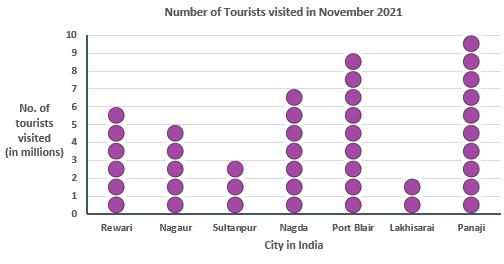 Number of Tourists visited in November 2021
10
9
8
7
6
5
4
3
2
1
0
No. of
tourists
visited
(in millions)
Rewari Nagaur Sultanpur Nagda Port Blair Lakhisarai Panaji
City in India